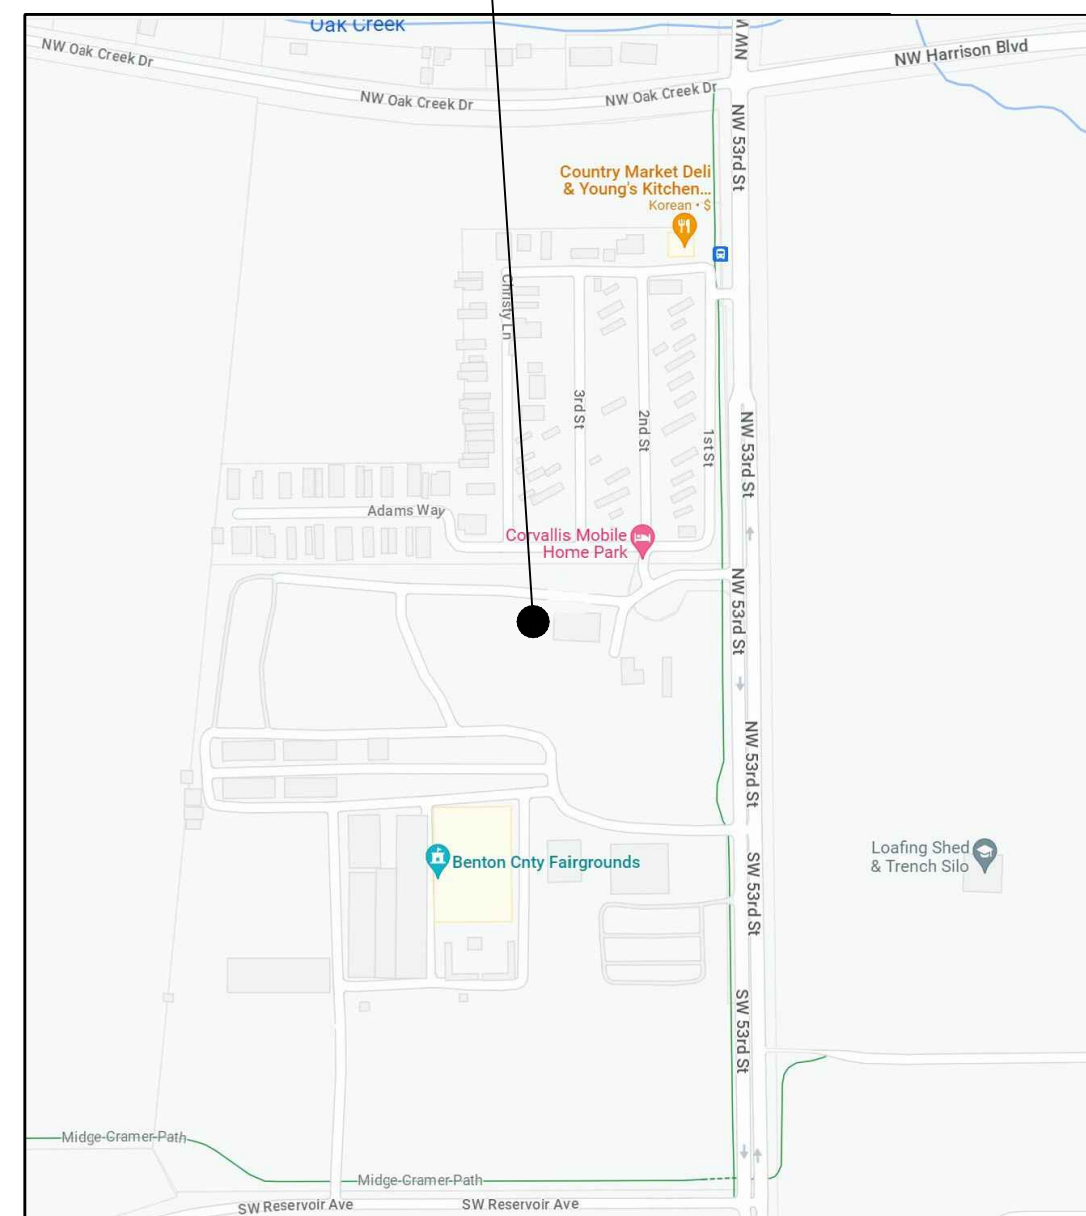 Oak Creek
NW Oak Creek Dr
NW Oak Creek Dr
NW Oak Creek Dr
NW Harrison Blvd
NW 53rd St
Country Market Deli
& Young's Kitchen...
Korean • $
Christy Ln
3rd St
2nd St
1st St
NW 53rd St
Adams Way
Corvallis Mobile
Home Park
NW 53rd St
NW 53rd St
Benton Cnty Fairgrounds
Loafing Shed
& Trench Silo
SW 53rd St
SW 53rd St
Midge-Cramer-Path
Midge-Cramer-Path
SW Reservoir Ave
SW Reservoir Ave